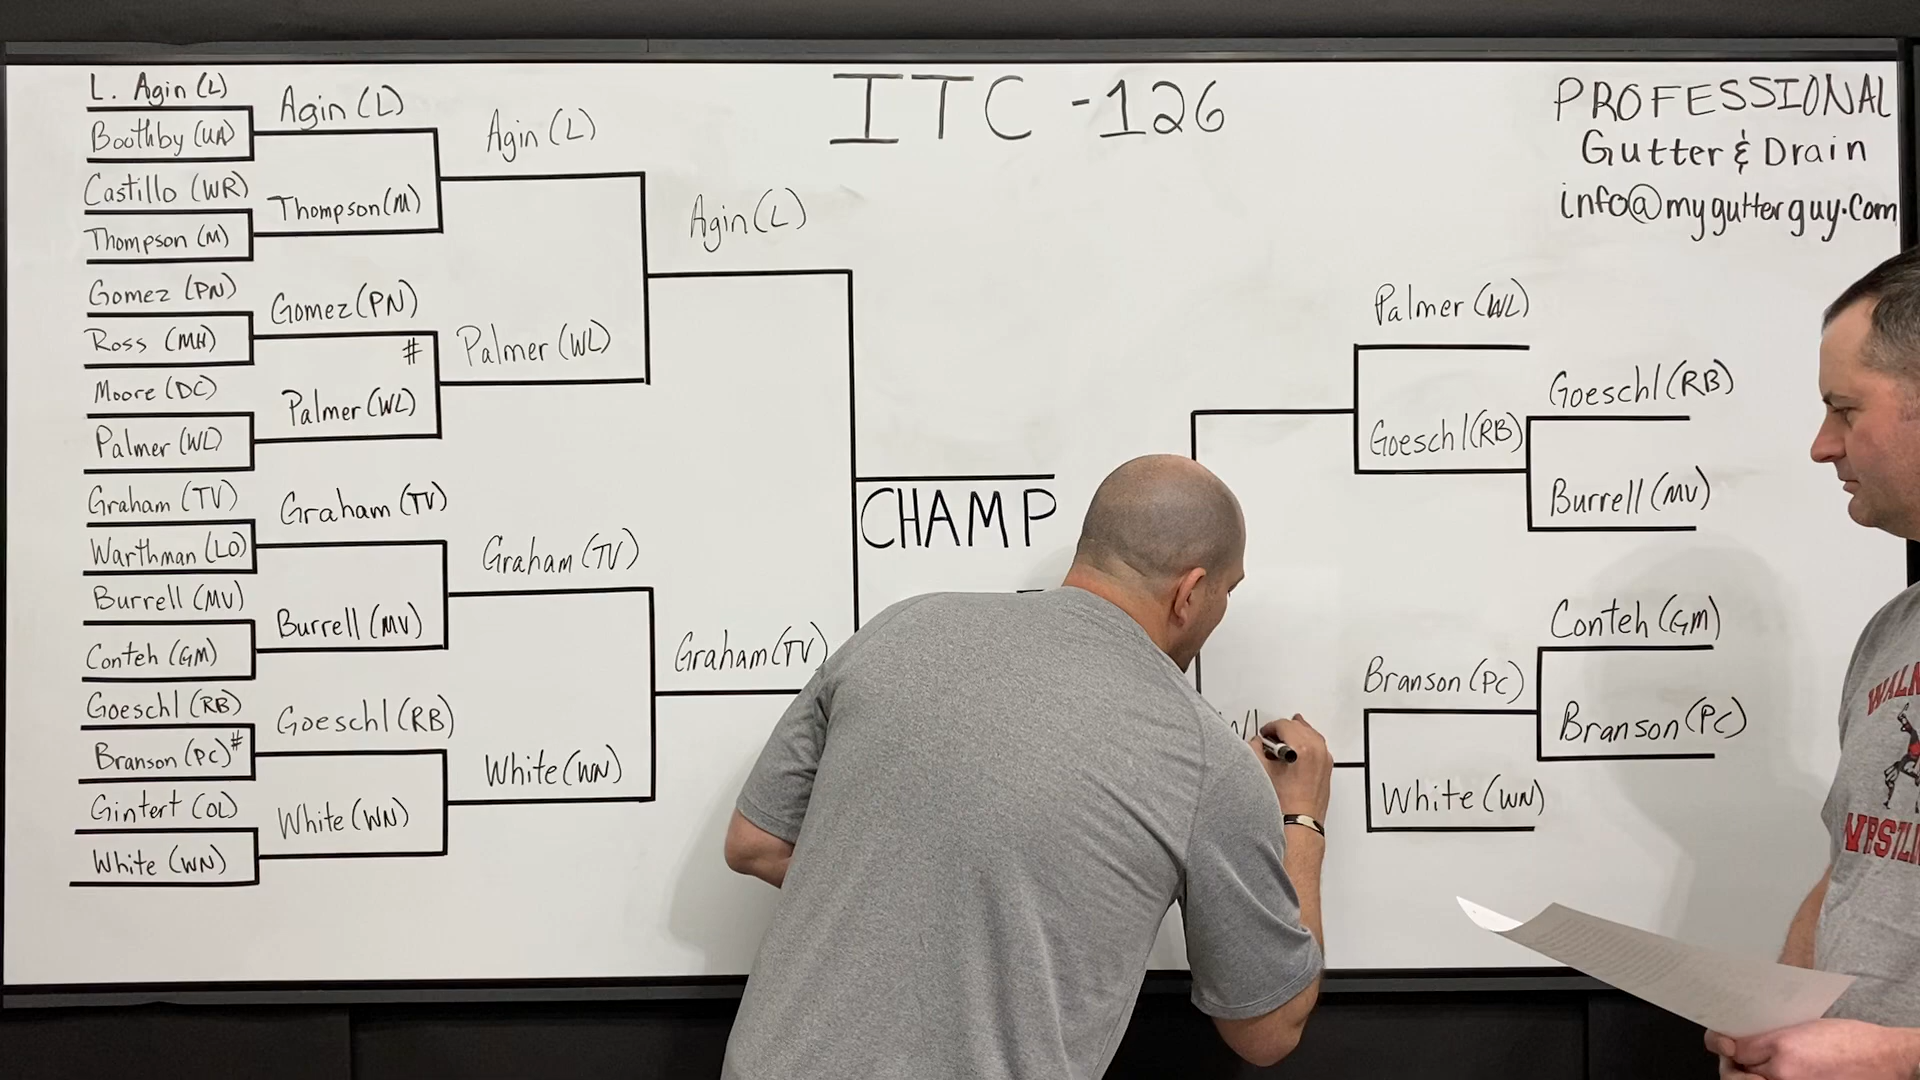 ITC -126
PROFESSIONAL
Gutter & Drain
info@mygutterguy.com
L. Agin (L)
Boothby (UA)
Castillo (WR)
Thompson (M)
Gomez (PN)
Ross (MH)
Moore (DC)
Palmer (WL)
Graham (TV)
Warthman (LO)
Burrell (MV)
Conteh (GM)
Goeschl (RB)
Branson (PC)#
Gintert (OL)
White (WN)
Agin (L)
Thompson (M)
Gomez (PN)
#
Palmer (WL)
Graham (TV)
Burrell (MV)
Goeschl (RB)
White (WN)
Agin (L)
Palmer (WL)
Graham (TV)
White (WN)
Agin (L)
Graham (TV)
CHAMP
Palmer (WL)
Goeschl (RB)
Branson (PC)
White (WN)
Goeschl (RB)
Burrell (MV)
Conteh (GM)
Branson (PC)